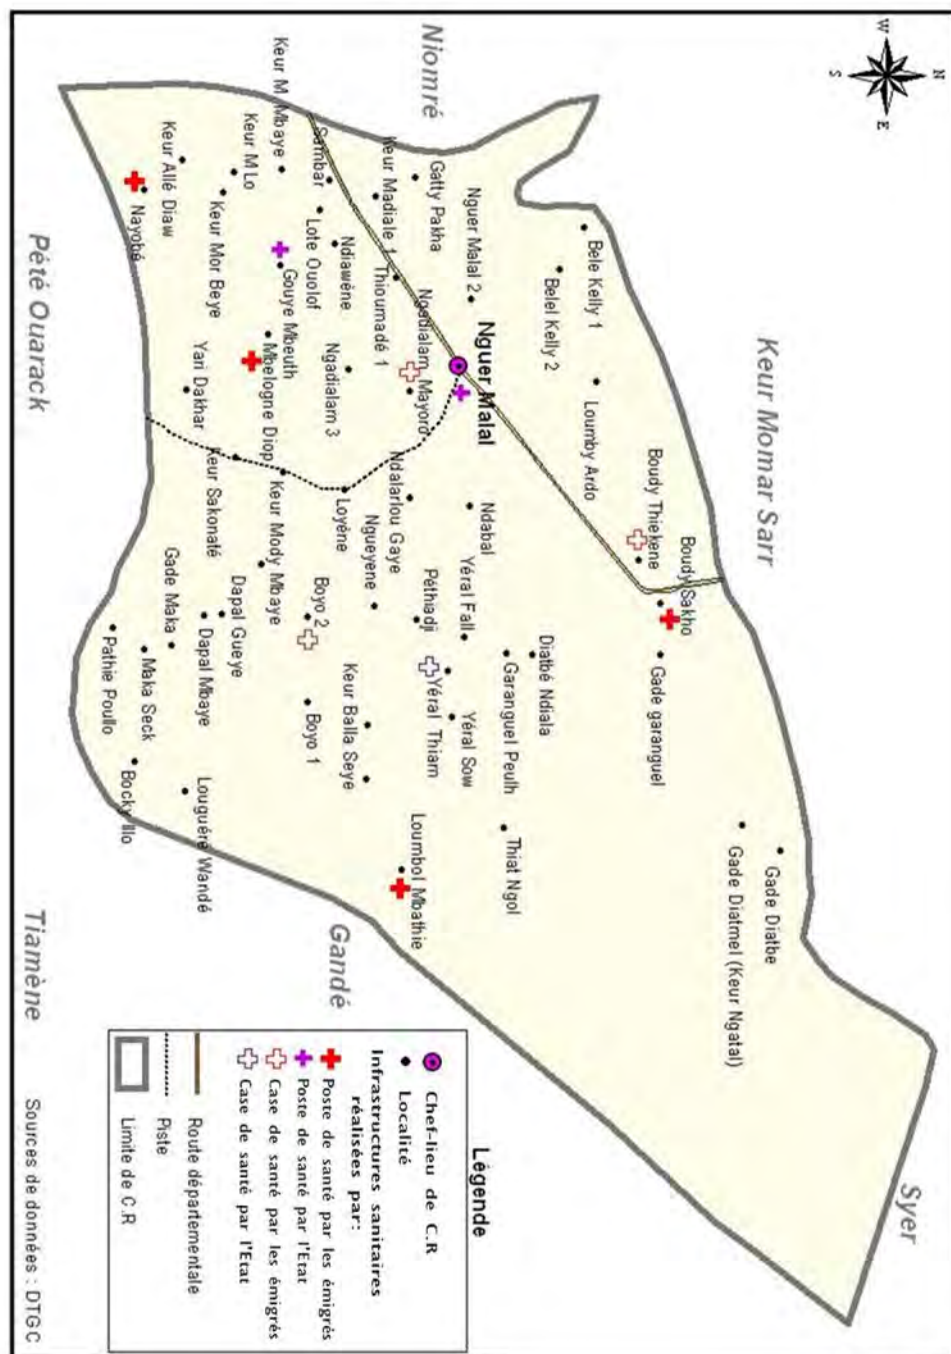 N
W
E
S
Niomré
Keur Momar Sarr
Syer
Gandé
Tiamène
Pété Ouarack
Bele Kelly 1
Belel Kelly 2
Loumby Ardo
Boudy Thiekene
Boudy Sakho
Gade garanguel
Gade Diatbe
Gade Diatmel (Keur Ngatal)
Nguer Malal 2
Nguer Malal
Gatty Pakha
Keur Madiale 1
Thioumadé 1
Ngadialam Mayoro
Sambar
Keur M. Mbaye
Lote Ouolof
Ndiawène
Ngadialam 3
Keur M Lo
Gouye Mbeuth
Keur Mor Beye
Mbelogne Diop
Keur Allé Diaw
Nayobé
Yari Dakhar
Keur Sakonaté
Keur Mody Mbaye
Loyène
Ndalarlou Gaye
Ngueyene
Ndabal
Yéral Fall
Péthiadji
Diatbé Ndiala
Garanguel Peulh
Yéral Sow
Yéral Thiam
Thiat Ngol
Keur Balla Seye
Boyo 2
Boyo 1
Loumbol Mbathie
Dapal Gueye
Dapal Mbaye
Gade Maka
Maka Seck
Pathie Poullo
Bocky Illo
Louguére Wandé
Légende
Chef-lieu de C.R
Localité
Infrastructures sanitaires
réalisées par:
Poste de santé par les émigrés
Poste de santé par l'Etat
Case de santé par les émigrés
Case de santé par l'Etat
Route départementale
Piste
Limite de C.R
Sources de données : DTGC